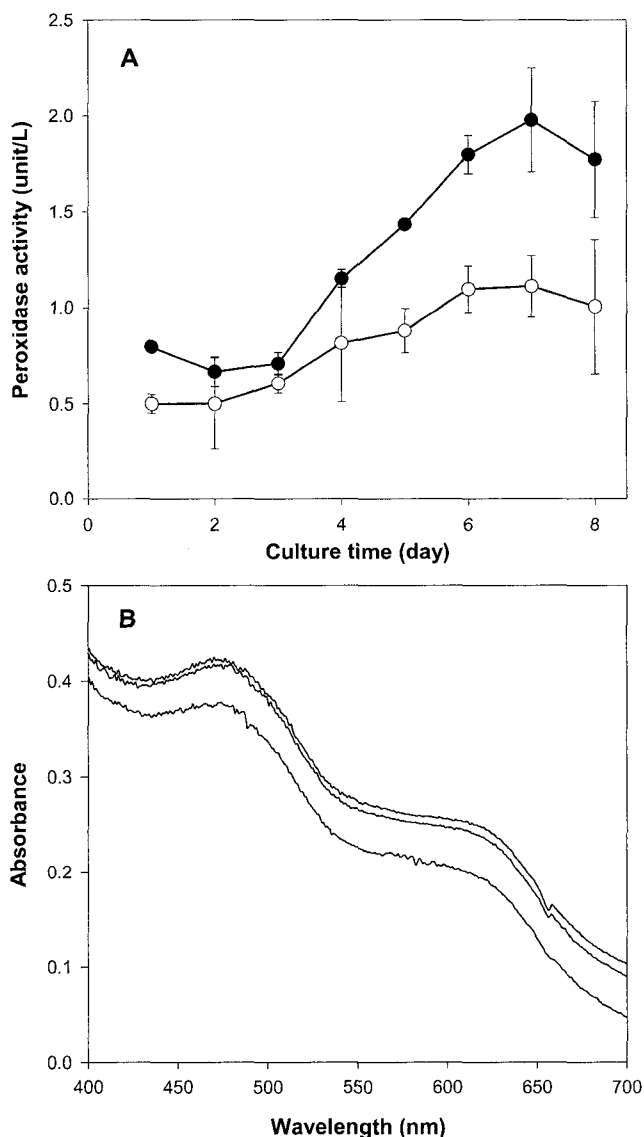 A
Peroxidase activity (unit/L)
2.5
2.0
1.5
1.0
0.5
0.0
0 2 4 6 8
Culture time (day)
B
Absorbance
0.5
0.4
0.3
0.2
0.1
0.0
400 450 500 550 600 650 700
Wavelength (nm)